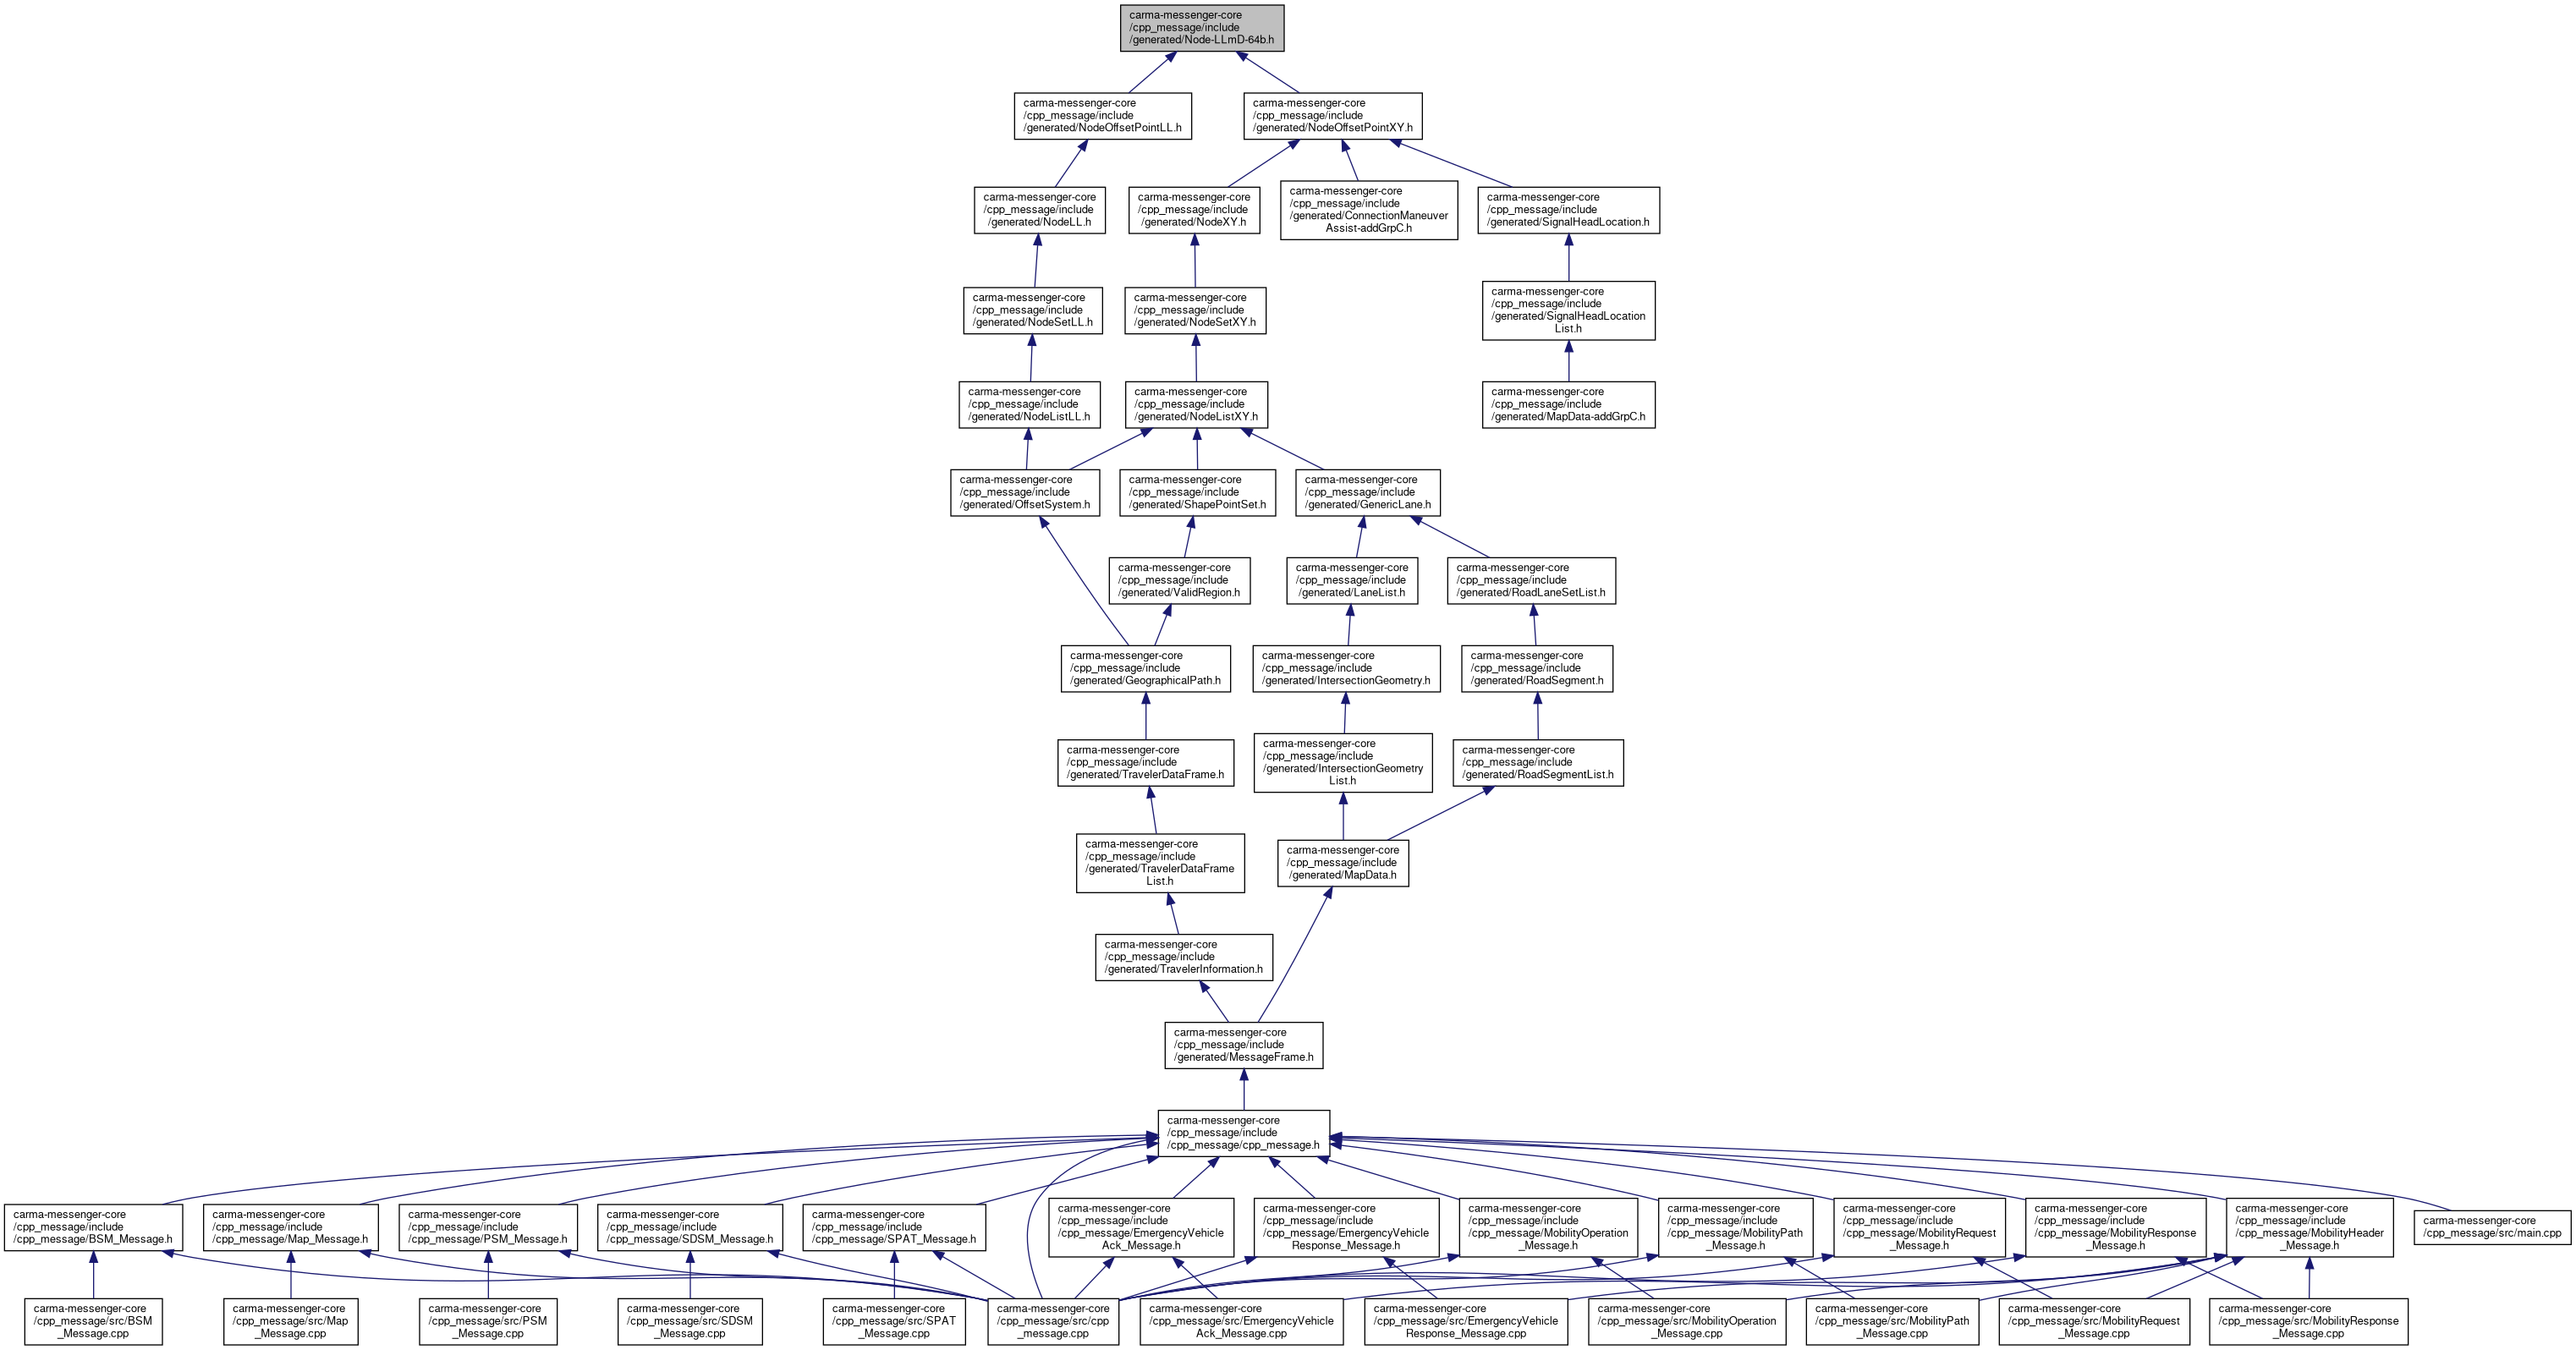 carma-messenger-core
/cpp_message/include
/generated/Node-LLmD-64b.h
carma-messenger-core
/cpp_message/include
/generated/NodeOffsetPointLL.h
carma-messenger-core
/cpp_message/include
/generated/NodeOffsetPointXY.h
carma-messenger-core
/cpp_message/include
/generated/NodeLL.h
carma-messenger-core
/cpp_message/include
/generated/NodeXY.h
carma-messenger-core
/cpp_message/include
/generated/ConnectionManeuver
Assist-addGrpC.h
carma-messenger-core
/cpp_message/include
/generated/SignalHeadLocation.h
carma-messenger-core
/cpp_message/include
/generated/NodeSetLL.h
carma-messenger-core
/cpp_message/include
/generated/NodeSetXY.h
carma-messenger-core
/cpp_message/include
/generated/SignalHeadLocation
List.h
carma-messenger-core
/cpp_message/include
/generated/NodeListLL.h
carma-messenger-core
/cpp_message/include
/generated/NodeListXY.h
carma-messenger-core
/cpp_message/include
/generated/MapData-addGrpC.h
carma-messenger-core
/cpp_message/include
/generated/OffsetSystem.h
carma-messenger-core
/cpp_message/include
/generated/ShapePointSet.h
carma-messenger-core
/cpp_message/include
/generated/GenericLane.h
carma-messenger-core
/cpp_message/include
/generated/ValidRegion.h
carma-messenger-core
/cpp_message/include
/generated/LaneList.h
carma-messenger-core
/cpp_message/include
/generated/RoadLaneSetList.h
carma-messenger-core
/cpp_message/include
/generated/GeographicalPath.h
carma-messenger-core
/cpp_message/include
/generated/IntersectionGeometry.h
carma-messenger-core
/cpp_message/include
/generated/RoadSegment.h
carma-messenger-core
/cpp_message/include
/generated/TravelerDataFrame.h
carma-messenger-core
/cpp_message/include
/generated/IntersectionGeometry
List.h
carma-messenger-core
/cpp_message/include
/generated/RoadSegmentList.h
carma-messenger-core
/cpp_message/include
/generated/TravelerDataFrame
List.h
carma-messenger-core
/cpp_message/include
/generated/MapData.h
carma-messenger-core
/cpp_message/include
/generated/TravelerInformation.h
carma-messenger-core
/cpp_message/include
/generated/MessageFrame.h
carma-messenger-core
/cpp_message/include
/cpp_message/cpp_message.h
carma-messenger-core
/cpp_message/include
/cpp_message/BSM_Message.h
carma-messenger-core
/cpp_message/include
/cpp_message/Map_Message.h
carma-messenger-core
/cpp_message/include
/cpp_message/PSM_Message.h
carma-messenger-core
/cpp_message/include
/cpp_message/SDSM_Message.h
carma-messenger-core
/cpp_message/include
/cpp_message/SPAT_Message.h
carma-messenger-core
/cpp_message/include
/cpp_message/EmergencyVehicle
Ack_Message.h
carma-messenger-core
/cpp_message/include
/cpp_message/EmergencyVehicle
Response_Message.h
carma-messenger-core
/cpp_message/include
/cpp_message/MobilityOperation
_Message.h
carma-messenger-core
/cpp_message/include
/cpp_message/MobilityPath
_Message.h
carma-messenger-core
/cpp_message/include
/cpp_message/MobilityRequest
_Message.h
carma-messenger-core
/cpp_message/include
/cpp_message/MobilityResponse
_Message.h
carma-messenger-core
/cpp_message/include
/cpp_message/MobilityHeader
_Message.h
carma-messenger-core
/cpp_message/src/main.cpp
carma-messenger-core
/cpp_message/src/BSM
_Message.cpp
carma-messenger-core
/cpp_message/src/Map
_Message.cpp
carma-messenger-core
/cpp_message/src/PSM
_Message.cpp
carma-messenger-core
/cpp_message/src/SDSM
_Message.cpp
carma-messenger-core
/cpp_message/src/SPAT
_Message.cpp
carma-messenger-core
/cpp_message/src/cpp
_message.cpp
carma-messenger-core
/cpp_message/src/EmergencyVehicle
Ack_Message.cpp
carma-messenger-core
/cpp_message/src/EmergencyVehicle
Response_Message.cpp
carma-messenger-core
/cpp_message/src/MobilityOperation
_Message.cpp
carma-messenger-core
/cpp_message/src/MobilityPath
_Message.cpp
carma-messenger-core
/cpp_message/src/MobilityRequest
_Message.cpp
carma-messenger-core
/cpp_message/src/MobilityResponse
_Message.cpp